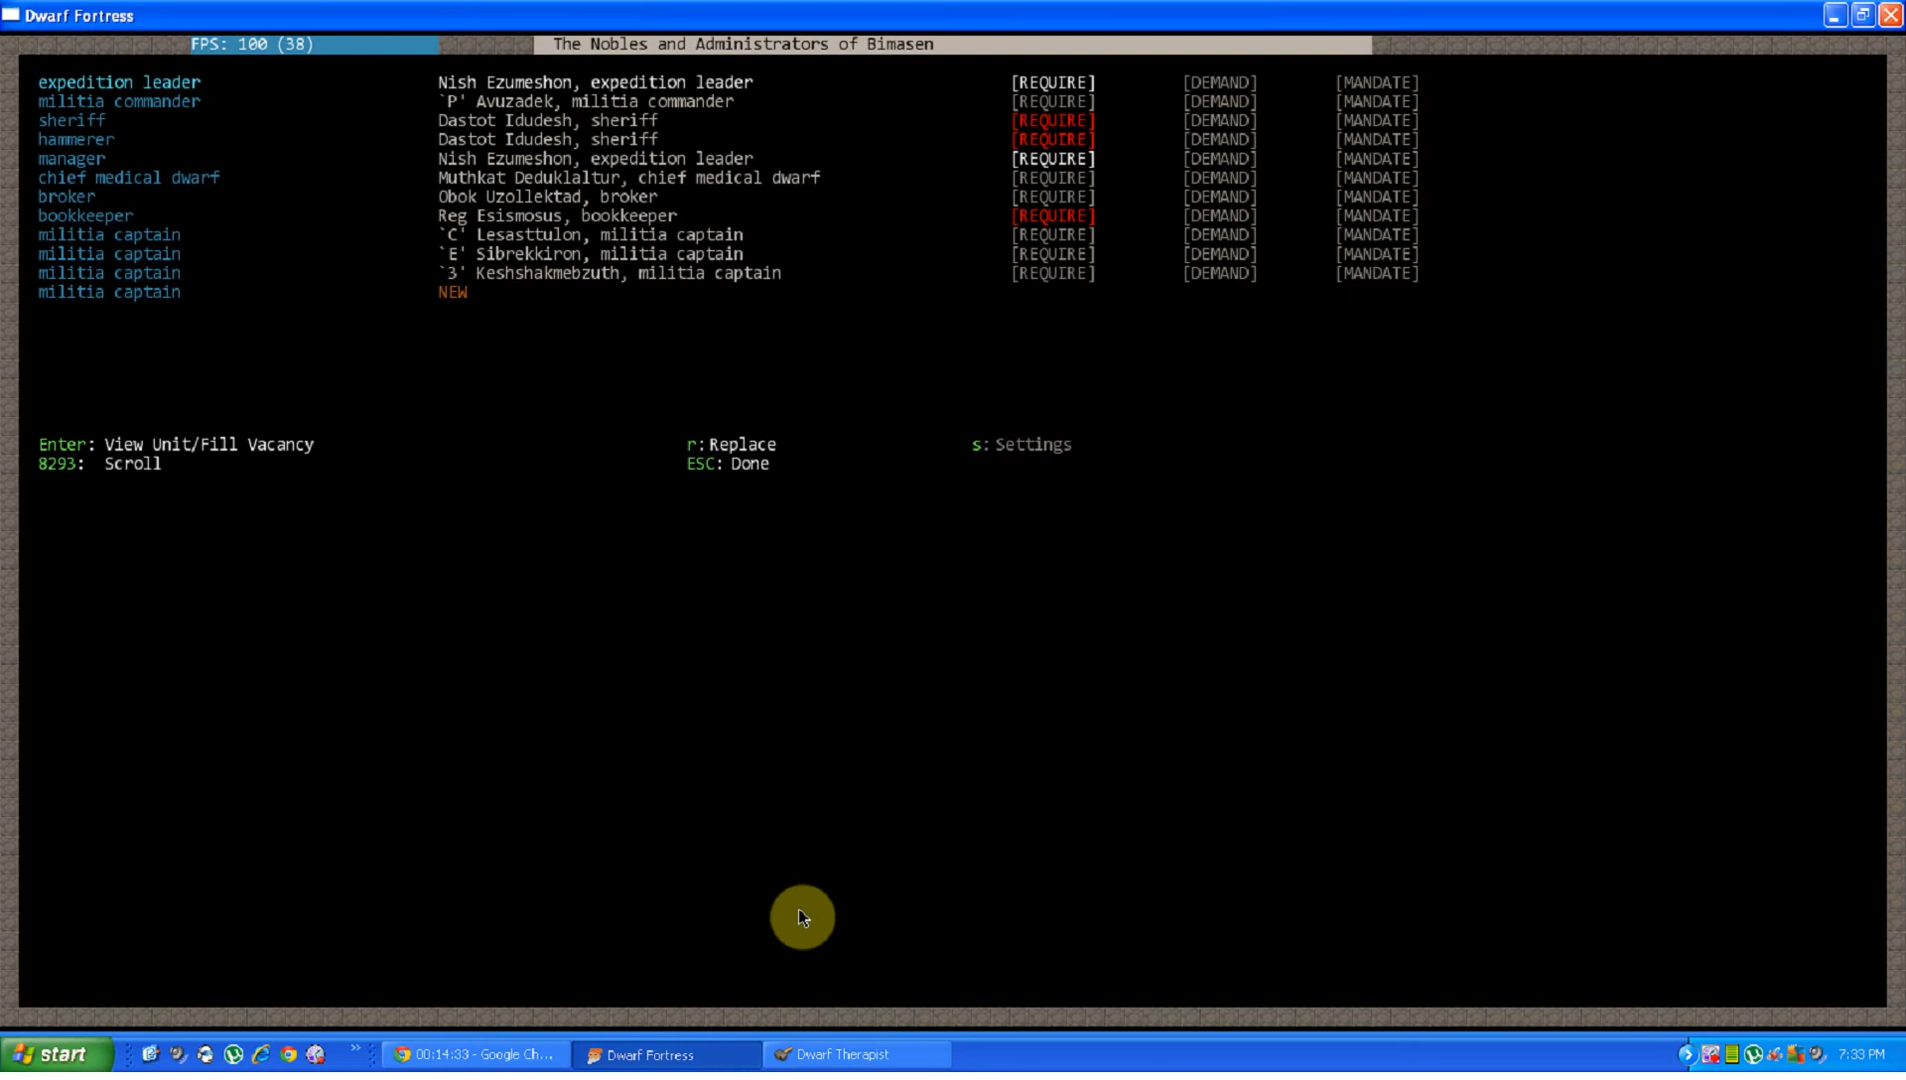 Dwarf Fortress
FPS: 100 (38) The Nobles and Administrators of Bimasen
expedition leader Nish Ezumeshon, expedition leader [REQUIRE] [DEMAND] [MANDATE]
militia commander `P' Avuzadek, militia commander [REQUIRE] [DEMAND] [MANDATE]
sheriff Dastot Idudesh, sheriff [REQUIRE] [DEMAND] [MANDATE]
hammerer Dastot Idudesh, sheriff [REQUIRE] [DEMAND] [MANDATE]
manager Nish Ezumeshon, expedition leader [REQUIRE] [DEMAND] [MANDATE]
chief medical dwarf Muthkat Deduklaltur, chief medical dwarf [REQUIRE] [DEMAND] [MANDATE]
broker Obok Uzollektad, broker [REQUIRE] [DEMAND] [MANDATE]
bookkeeper Reg Esismosus, bookkeeper [REQUIRE] [DEMAND] [MANDATE]
militia captain `C' Lesasttulon, militia captain [REQUIRE] [DEMAND] [MANDATE]
militia captain `E' Sibrekkiron, militia captain [REQUIRE] [DEMAND] [MANDATE]
militia captain `3' Keshshakmebzuth, militia captain [REQUIRE] [DEMAND] [MANDATE]
militia captain NEW
Enter: View Unit/Fill Vacancy r:Replace s:Settings
8293: Scroll ESC: Done
start 00:14:33 - Google Ch... Dwarf Fortress Dwarf Therapist 7:33 PM